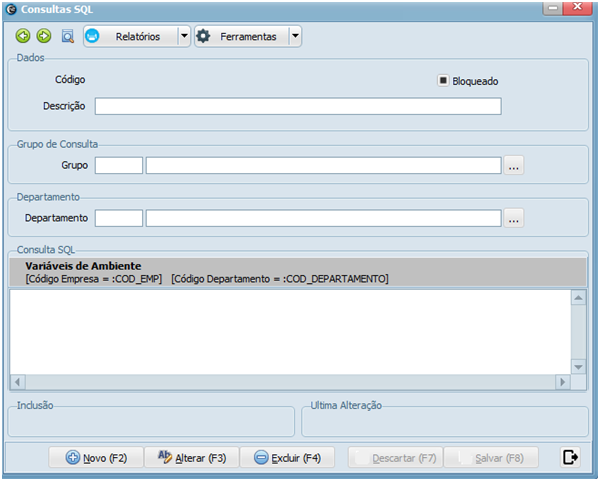 Consultas SQL
Relatórios Ferramentas
Dados
Código Bloqueado
Descrição
Grupo de Consulta
Grupo ...
Departamento
Departamento ...
Consulta SQL
Variáveis de Ambiente
[Código Empresa = :COD_EMP] [Código Departamento = :COD_DEPARTAMENTO]
Inclusão Ultima Alteração
Novo (F2) Alterar (F3) Excluir (F4) Descartar (F7) Salvar (F8)